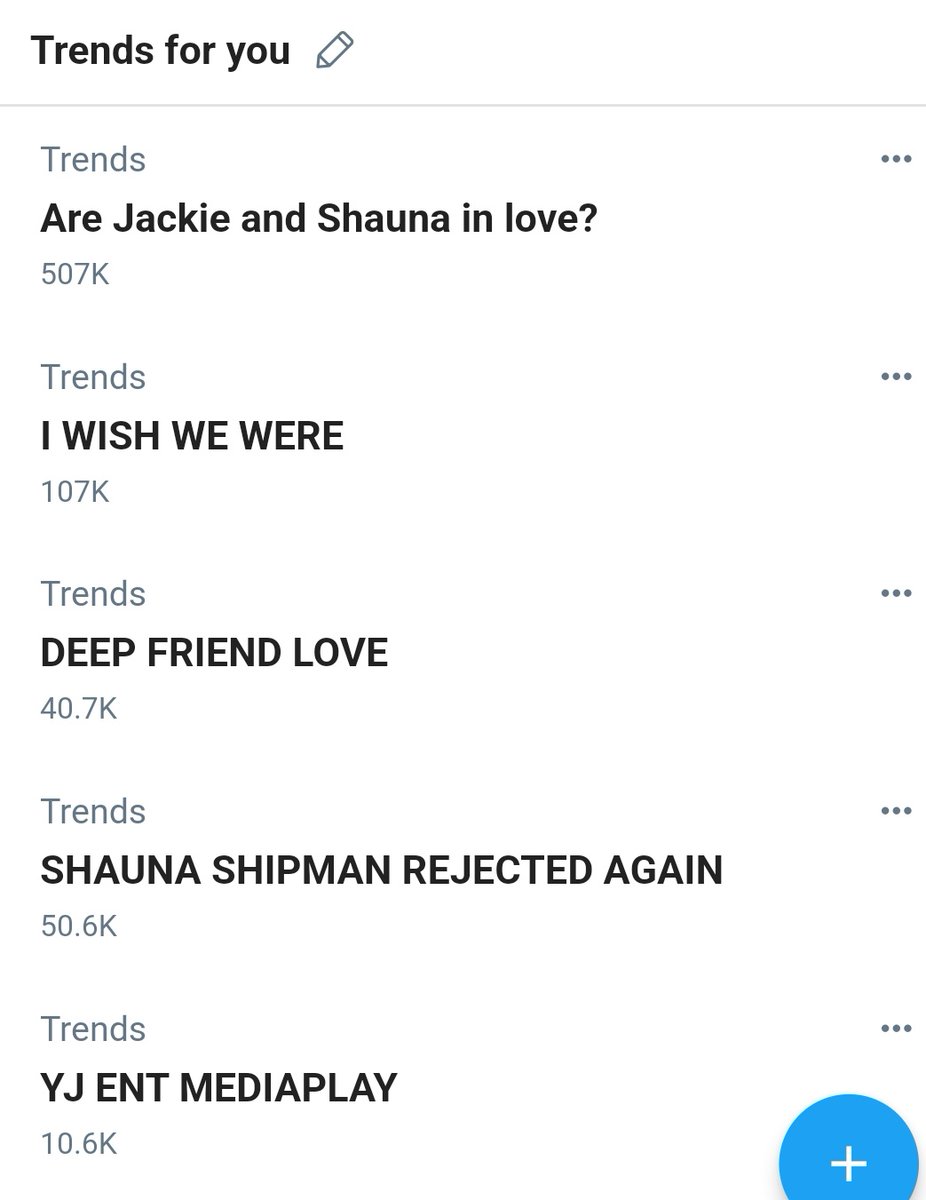 Trends for you
Trends
Are Jackie and Shauna in love?
507K
Trends
I WISH WE WERE
107K
Trends
DEEP FRIEND LOVE
40.7K
Trends
SHAUNA SHIPMAN REJECTED AGAIN
50.6K
Trends
YJ ENT MEDIAPLAY
10.6K